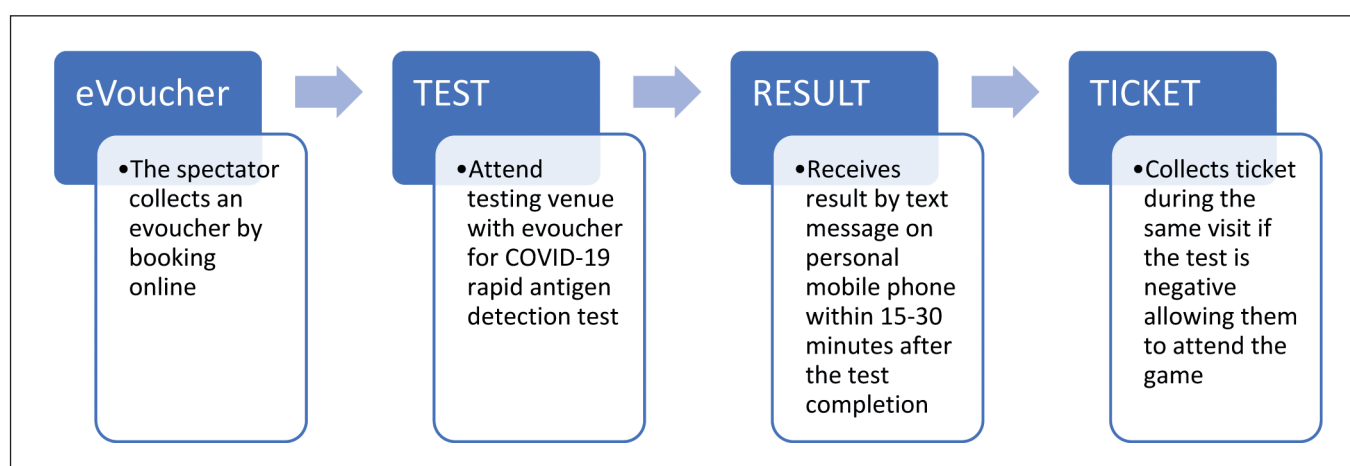 eVoucher
•The spectator
collects an
evoucher by
booking
online
TEST
•Attend
testing venue
with evoucher
for COVID-19
rapid antigen
detection test
RESULT
•Receives
result by text
message on
personal
mobile phone
within 15-30
minutes after
the test
completion
TICKET
•Collects ticket
during the
same visit if
the test is
negative
allowing them
to attend the
game